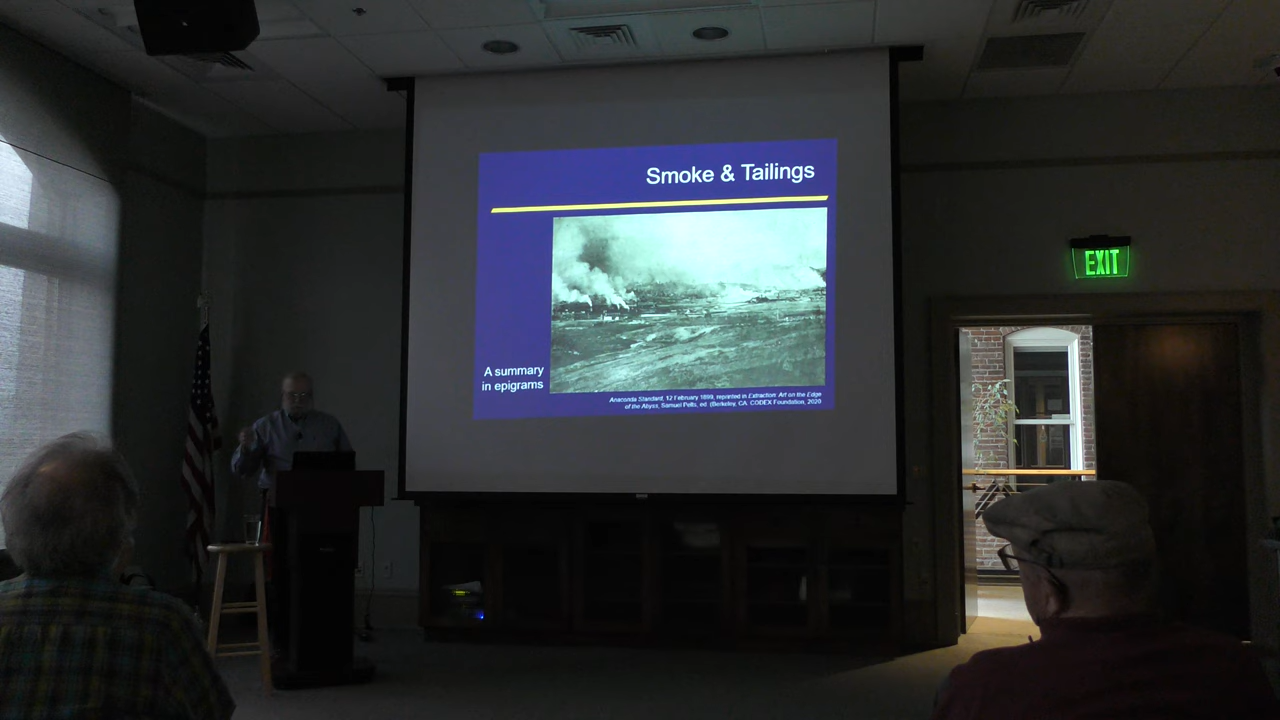 Smoke & Tailings
A summary
in epigrams
Anaconda Standard, 12 February 1899, reprinted in Extraction: Art on the Edge
of the Abyss, Samuel Pelts, ed. (Berkeley, CA: CODEX Foundation, 2020
EXIT